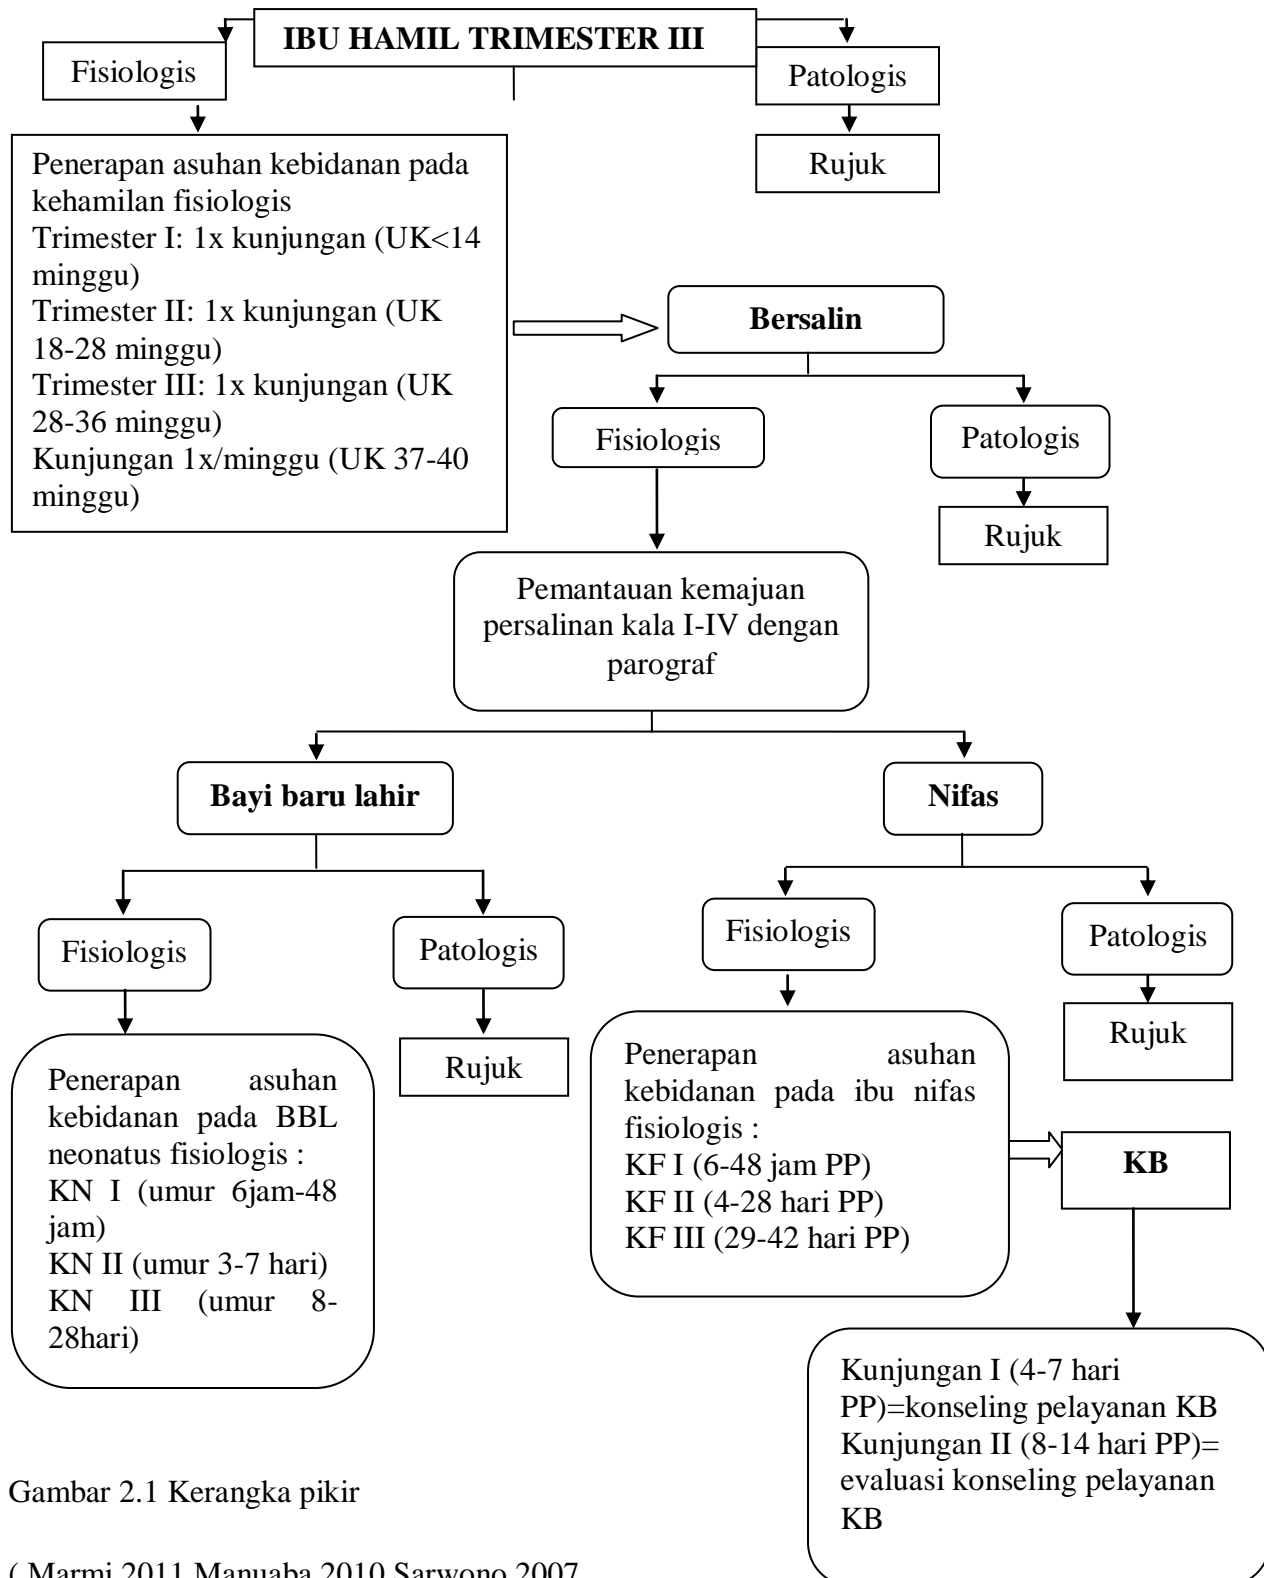 IBU HAMIL TRIMESTER III
Fisiologis
Patologis
Rujuk
Penerapan asuhan kebidanan pada
kehamilan fisiologis
Trimester I: 1x kunjungan (UK<14
minggu)
Trimester II: 1x kunjungan (UK
18-28 minggu)
Trimester III: 1x kunjungan (UK
28-36 minggu)
Kunjungan 1x/minggu (UK 37-40
minggu)
Bersalin
Fisiologis
Patologis
Rujuk
Pemantauan kemajuan
persalinan kala I-IV dengan
parograf
Bayi baru lahir
Nifas
Fisiologis
Patologis
Fisiologis
Patologis
Rujuk
Rujuk
Penerapan asuhan
kebidanan pada BBL
neonatus fisiologis :
KN I (umur 6jam-48
jam)
KN II (umur 3-7 hari)
KN III (umur 8-
28hari)
Penerapan asuhan
kebidanan pada ibu nifas
fisiologis :
KF I (6-48 jam PP)
KF II (4-28 hari PP)
KF III (29-42 hari PP)
KB
Kunjungan I (4-7 hari
PP)=konseling pelayanan KB
Kunjungan II (8-14 hari PP)=
evaluasi konseling pelayanan
KB
Gambar 2.1 Kerangka pikir
( Marmi 2011,Manuaba 2010,Sarwono 2007